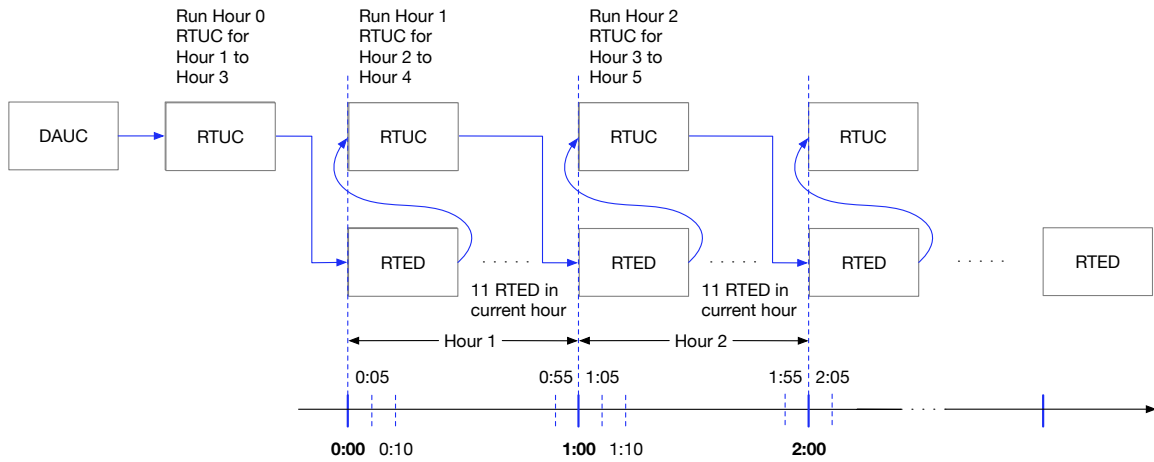 Run Hour 0
RTUC for
Hour 1 to
Hour 3
Run Hour 1
RTUC for
Hour 2 to
Hour 4
Run Hour 2
RTUC for
Hour 3 to
Hour 5
DAUC
RTUC
RTUC
RTUC
RTUC
RTED
RTED
RTED
RTED
11 RTED in
current hour
11 RTED in
current hour
Hour 1
Hour 2
0:05
0:55
1:05
1:55
2:05
0:00
0:10
1:00
1:10
2:00